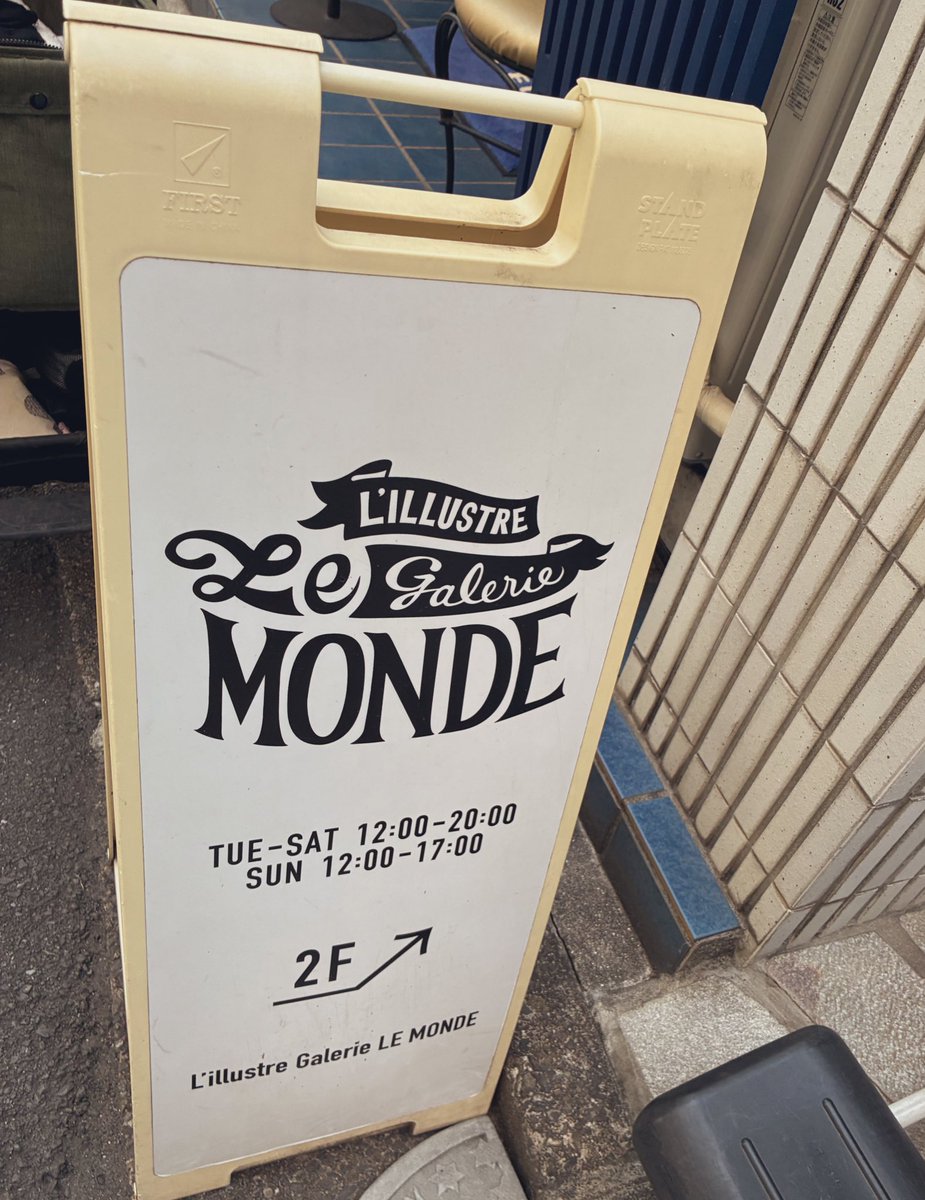 FIRST
STAND
PLATE
L'ILLUSTRE
Le Galerie
MONDE
TUE-SAT 12:00-20:00
SUN 12:00-17:00
2F
L'illustre Galerie LE MONDE